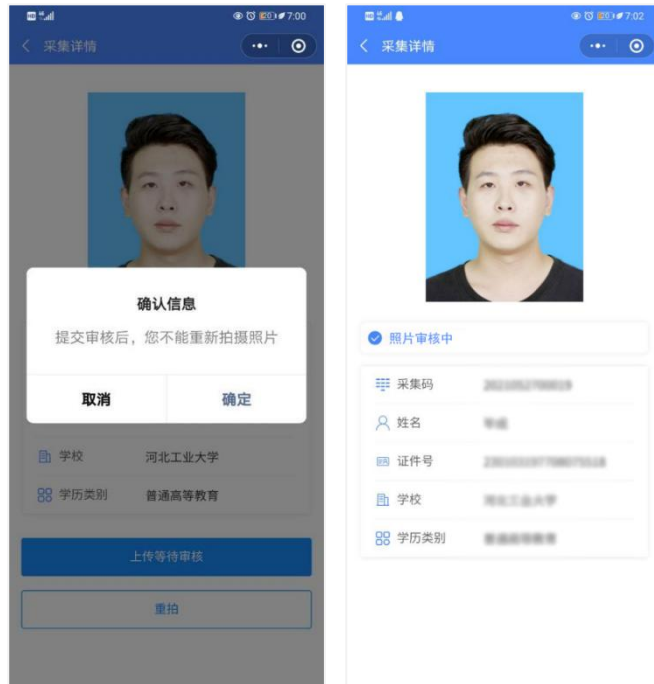 7:00
采集详情
确认信息
提交审核后，您不能重新拍摄照片
取消
确定
学校 河北工业大学
学历类别 普通高等教育
上传等待审核
重拍
7:02
采集详情
照片审核中
采集码
姓名
证件号
学校
学历类别